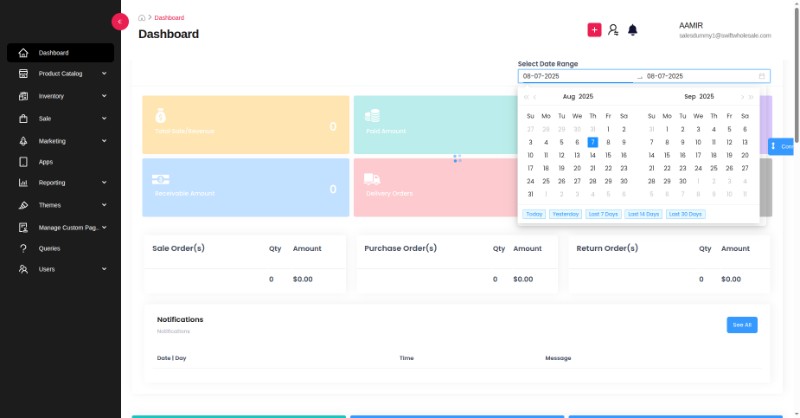 Dashboard
Dashboard
AAMIR
salesdummy1@swiftwholesale.com
Dashboard
Product Catalog
Inventory
Sale
Marketing
Apps
Reporting
Themes
Manage Custom Pag..
Queries
Users
Select Date Range
08-07-2025 → 08-07-2025
Aug 2025 Sep 2025
Su Mo Tu We Th Fr Sa Su Mo Tu We Th Fr Sa
27 28 29 30 31 1 2 31 1 2 3 4 5 6
3 4 5 6 7 8 9 7 8 9 10 11 12 13
10 11 12 13 14 15 16 14 15 16 17 18 19 20
17 18 19 20 21 22 23 21 22 23 24 25 26 27
24 25 26 27 28 29 30 28 29 30 1 2 3 4
31 1 2 3 4 5 6 5 6 7 8 9 10 11
Today Yesterday Last 7 Days Last 14 Days Last 30 Days
0
Paid Amount
Receivable Amount 0
Delivery Orders
Sale Order(s) Qty Amount
0 $0.00
Purchase Order(s) Qty Amount
0 $0.00
Return Order(s) Qty Amount
0 $0.00
Notifications
Notifications
See All
Date | Day Time Message